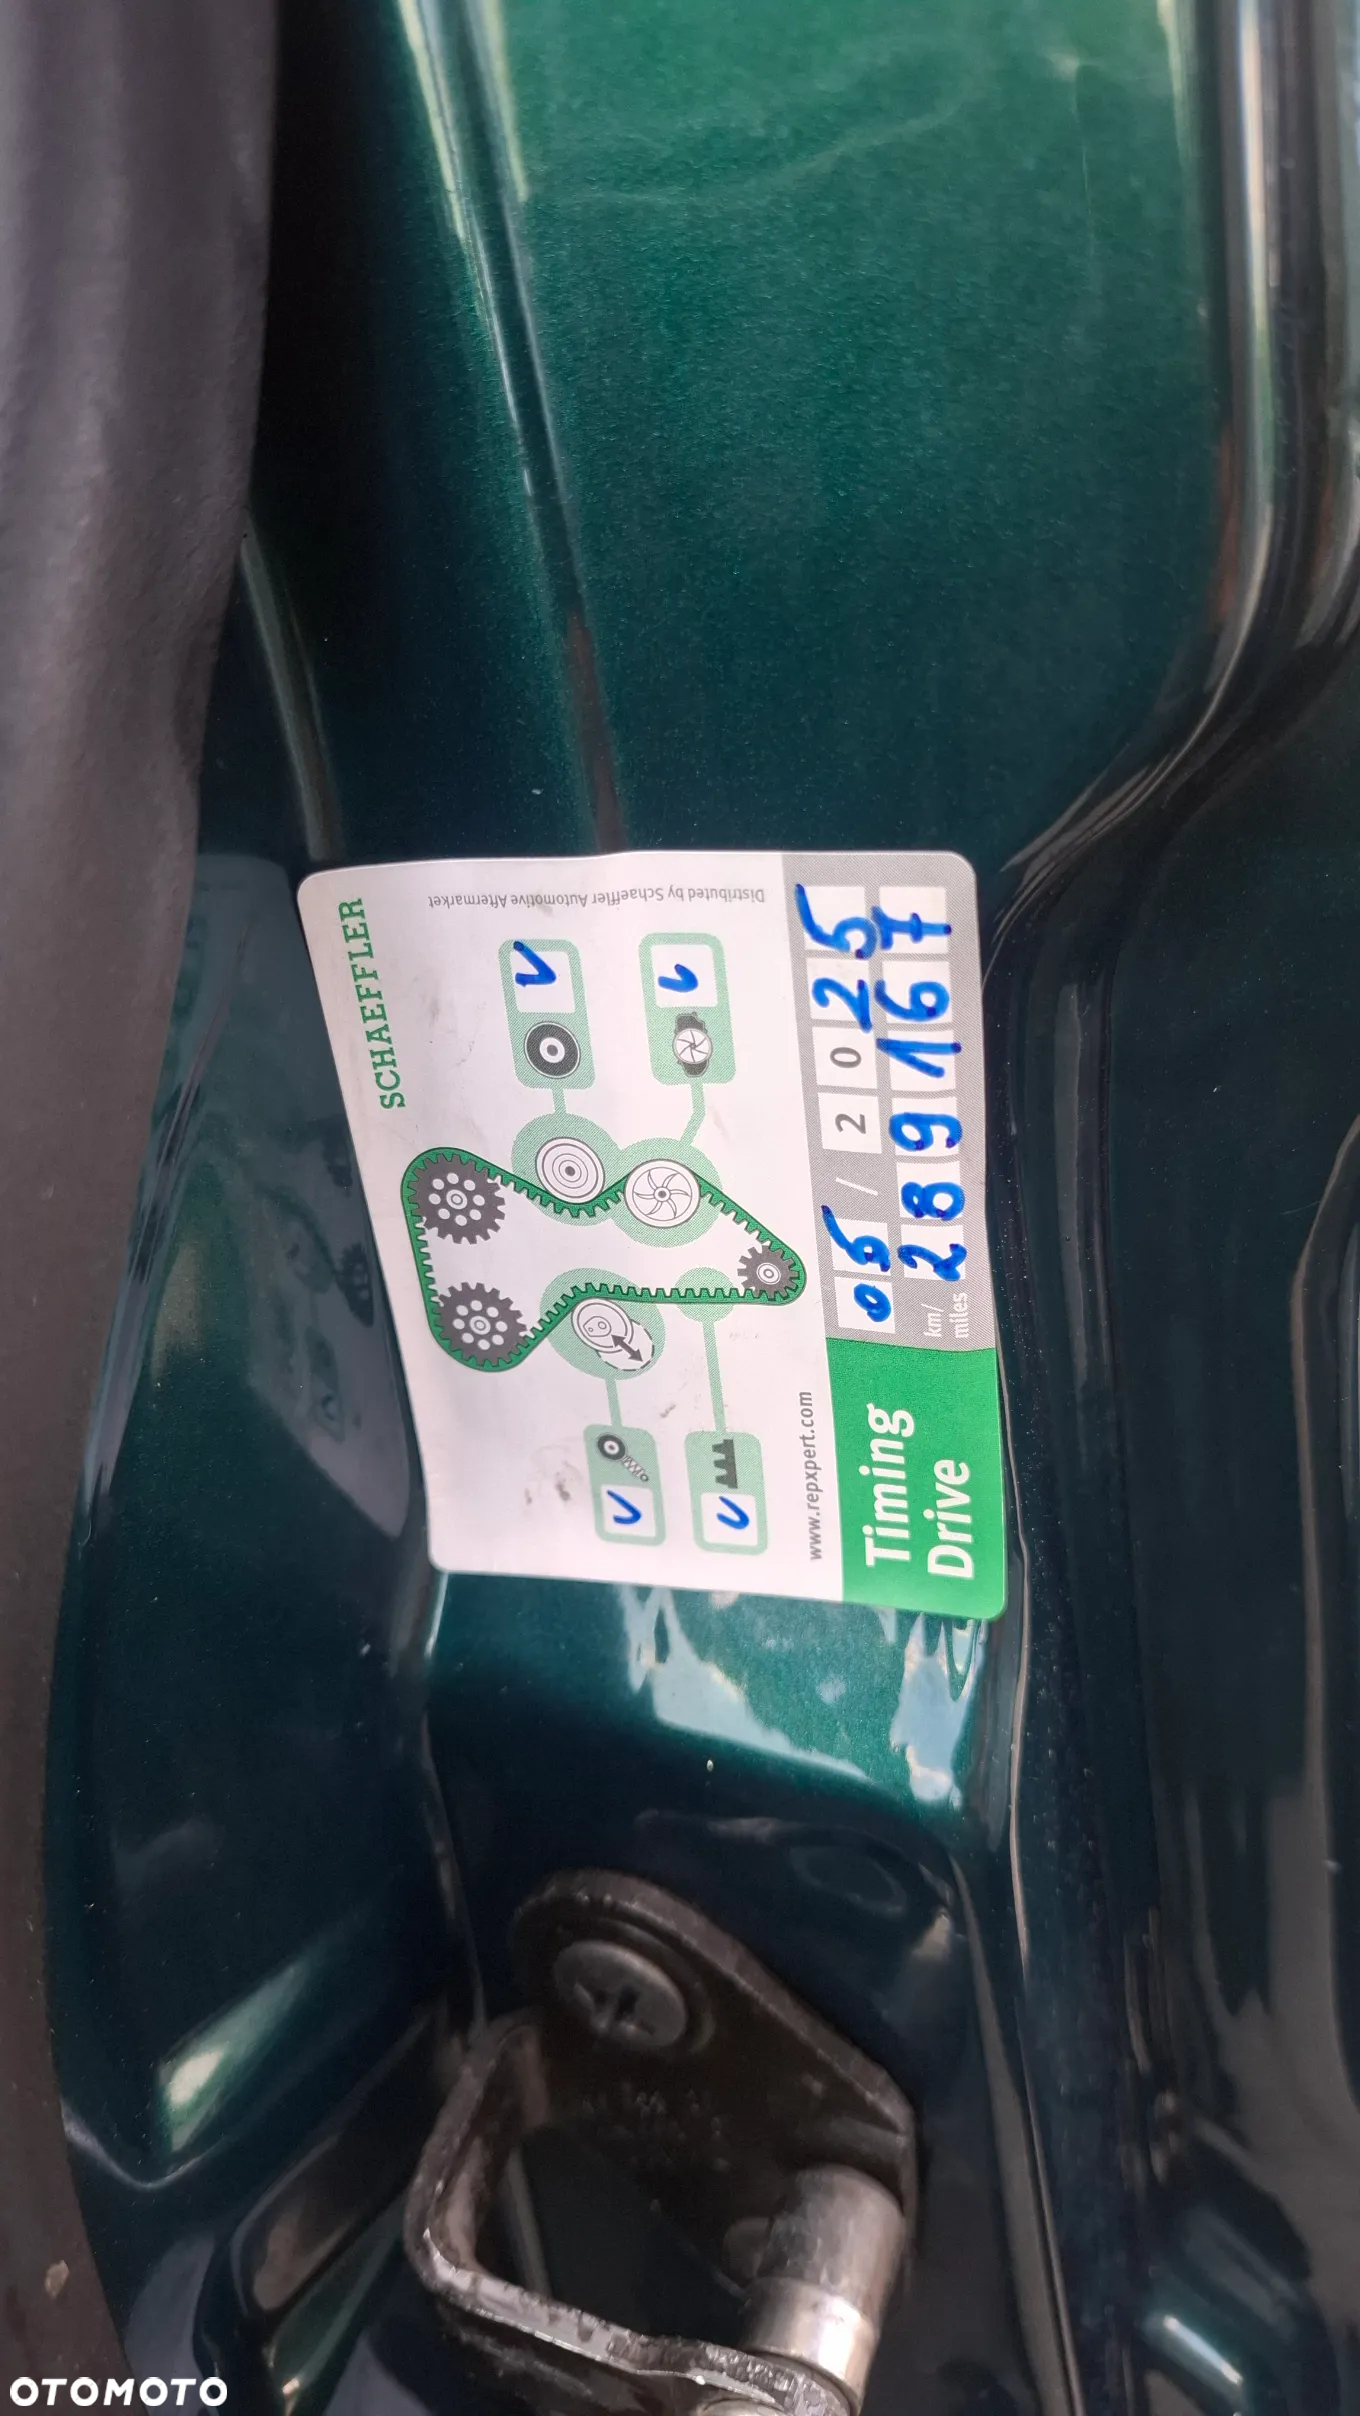 SCHAEFFLER
Distributed by Schaeffler Automotive Aftermarket
www.repxpert.com
Timing
Drive
05 / 2025
km/
miles
289167
OTOMOTO